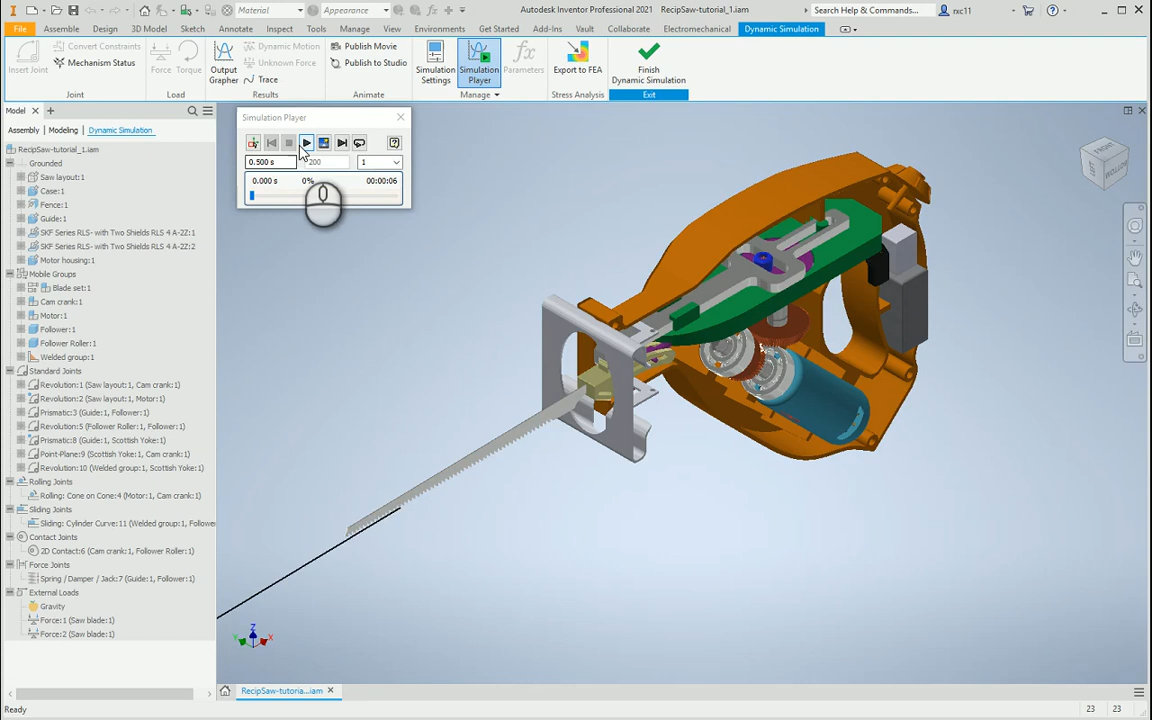 Material
Appearance
Autodesk Inventor Professional 2021 RecipSaw-tutorial_1.iam
Search Help & Commands...
rxc11
File Assembly Design 3D Model Sketch Annotate Inspect Tools Manage View Environments Get Started Add-Ins Vault Collaborate Electromechanical Dynamic Simulation
Insert Joint
Convert Constraints
Mechanism Status
Force Torque
Output Grapher
Dynamic Motion
Unknown Force
Trace
Publish Movie
Publish to Studio
Simulation Settings
Simulation Player
fx
Parameters
Export to FEA
Finish Dynamic Simulation
Joint Load Results Animate Manage Stress Analysis Exit
Model
Assembly Modeling Dynamic Simulation
RecipSaw-tutorial_1.iam
Grounded
Saw layout:1
Case:1
Fence:1
Guide:1
SKF Series RLS- with Two Shields RLS 4 A-2Z:1
SKF Series RLS- with Two Shields RLS 4 A-2Z:2
Motor housing:1
Mobile Groups
Blade set:1
Cam crank:1
Motor:1
Follower:1
Follower Roller:1
Welded group:1
Standard Joints
Revolution:1 (Saw layout:1, Cam crank:1)
Revolution:2 (Saw layout:1, Motor:1)
Prismatic:3 (Guide:1, Follower:1)
Revolution:5 (Follower Roller:1, Follower:1)
Prismatic:8 (Guide:1, Scottish Yoke:1)
Point-Plane:9 (Scottish Yoke:1, Follower:1)
Revolution:10 (Welded group:1, Scottish Yoke:1)
Rolling Joints
Rolling: Cone on Cone:4 (Motor:1, Cam crank:1)
Sliding Joints
Sliding: Cylinder Curve:11 (Welded group:1, Followe
Contact Joints
2D Contact:6 (Cam crank:1, Follower Roller:1)
Force Joints
Spring / Damper / Jack:7 (Guide:1, Follower:1)
External Loads
Gravity
Force:1 (Saw blade:1)
Force:2 (Saw blade:1)
Simulation Player
0.500 s 200 1
0.000 s 0% 00:00:06
FRONT
Z
Y
X
RecipSaw-tutoria...iam
Ready
23 23